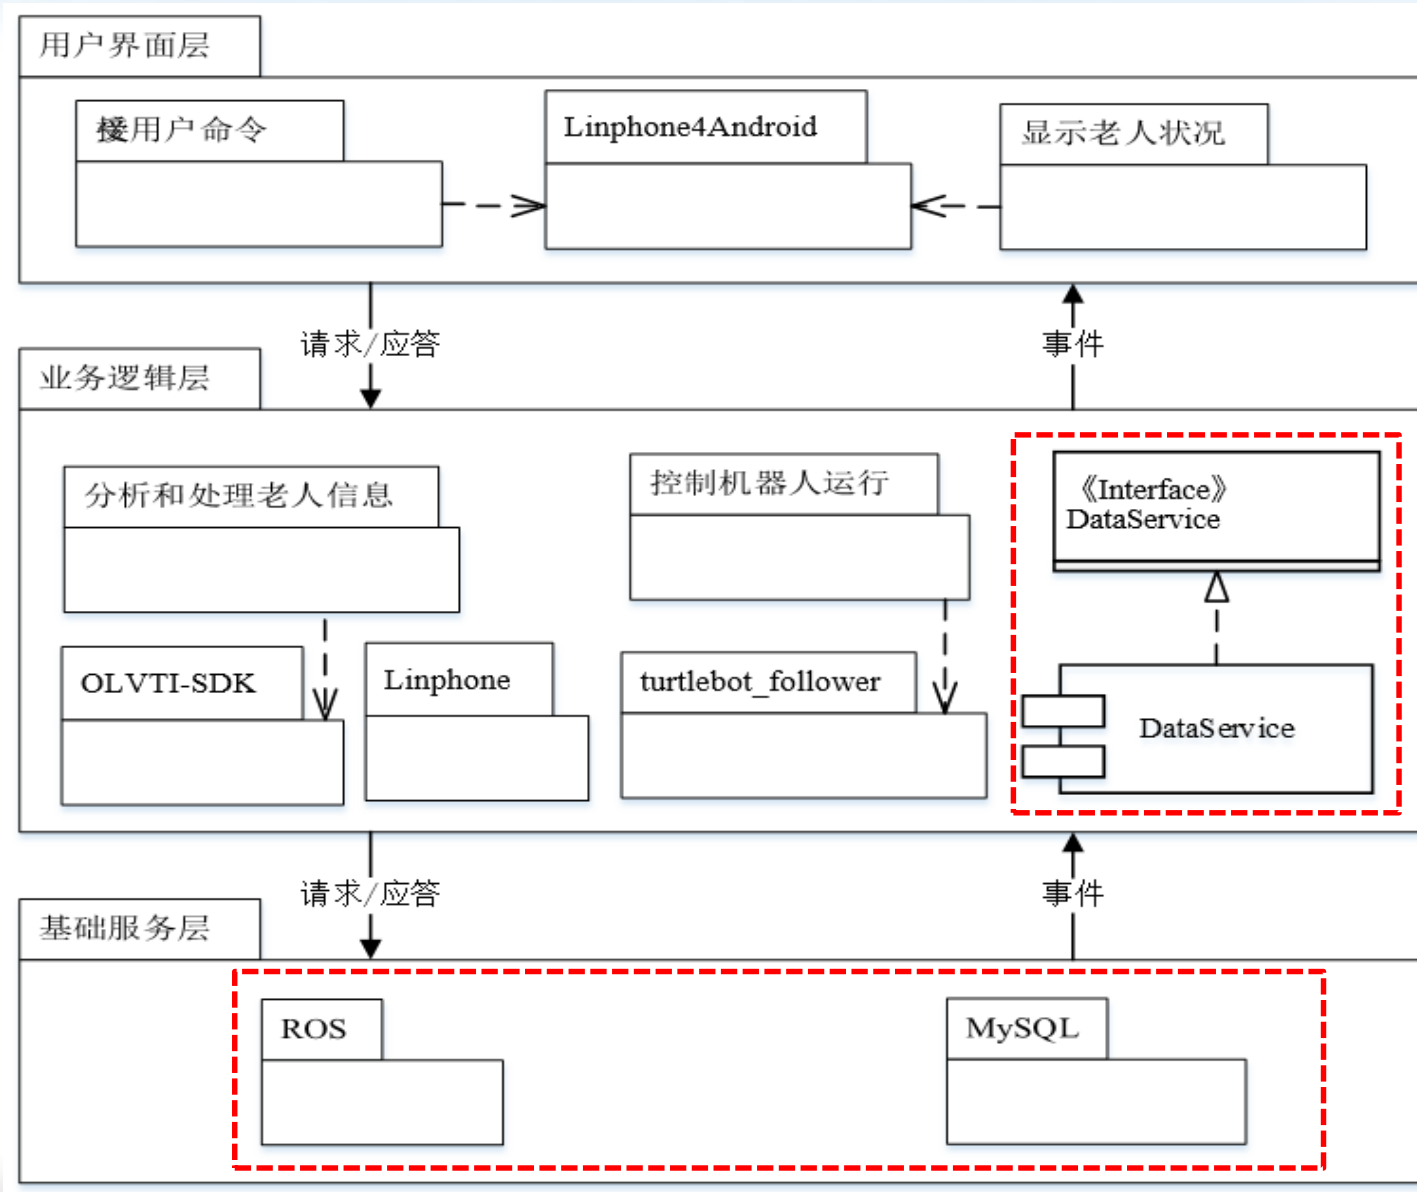 用户界面层
接受用户命令
Linphone4Android
显示老人状况
请求/应答
事件
业务逻辑层
分析和处理老人信息
控制机器人运行
《Interface》
DataService
OLVTI-SDK
Linphone
turtlebot_follower
DataService
请求/应答
事件
基础服务层
ROS
MySQL